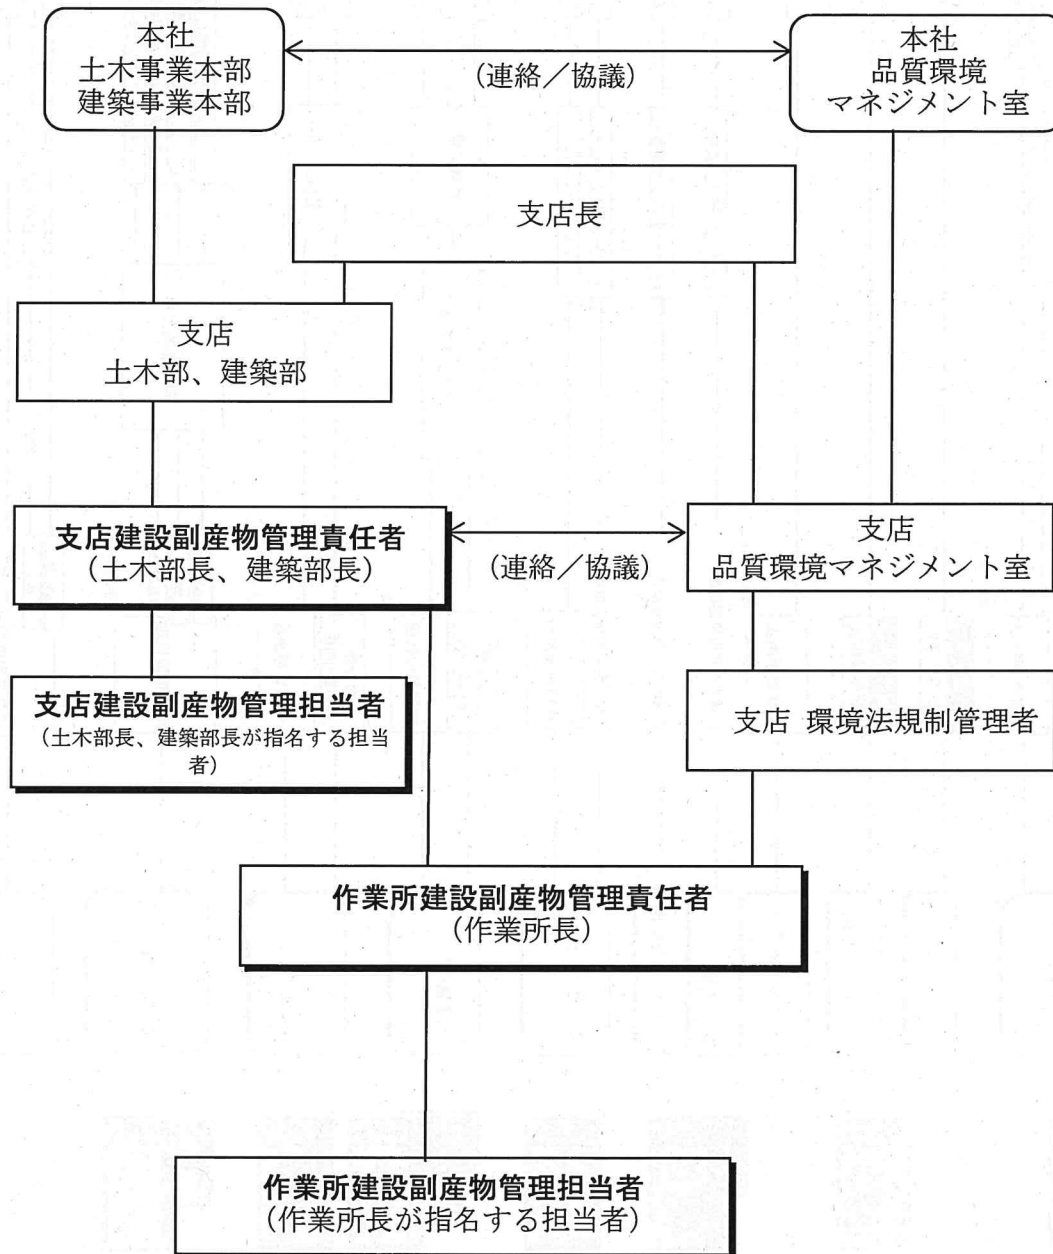 本社
土木事業本部
建築事業本部
(連絡／協議)
本社
品質環境
マネジメント室
支店長
支店
土木部、建築部
支店建設副産物管理責任者
（土木部長、建築部長）
(連絡／協議)
支店
品質環境マネジメント室
支店建設副産物管理担当者
（土木部長、建築部長が指名する担当
者）
支店 環境法規制管理者
作業所建設副産物管理責任者
（作業所長）
作業所建設副産物管理担当者
（作業所長が指名する担当者）